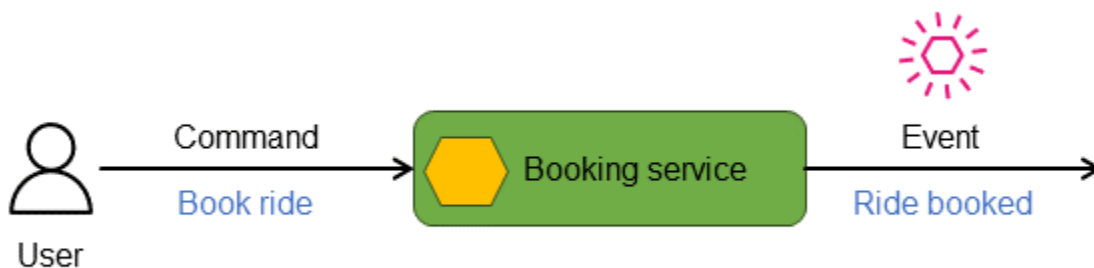 Command
Book ride
User
Booking service
Event
Ride booked